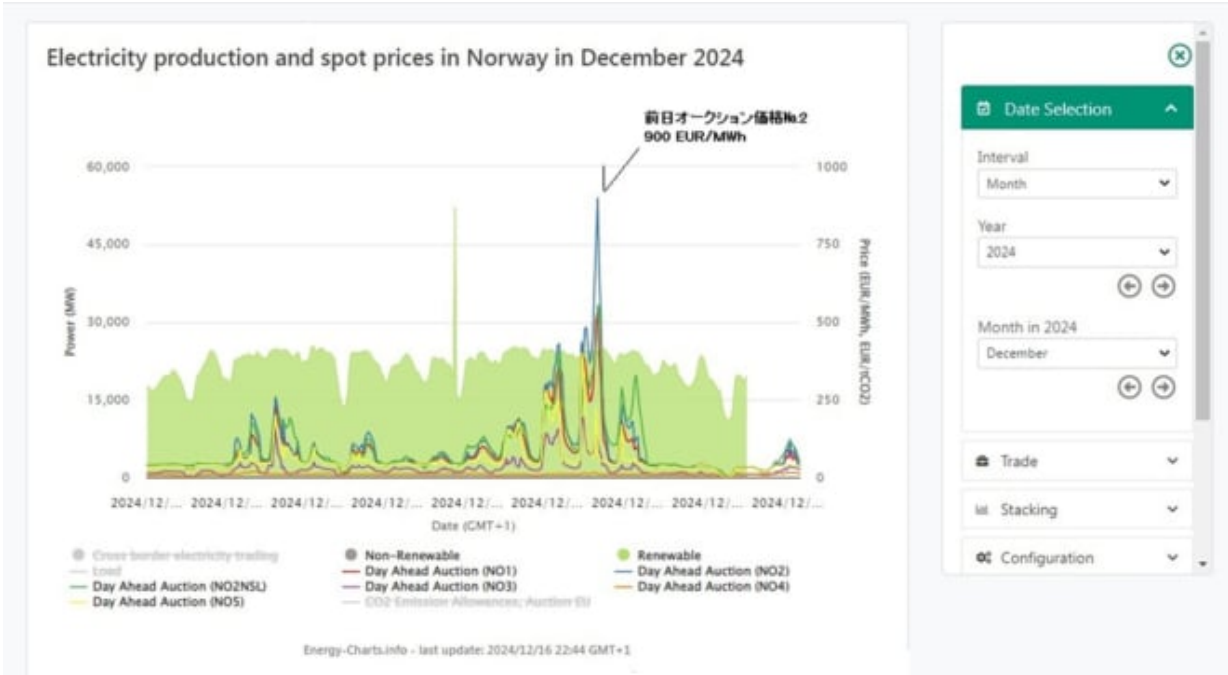 Electricity production and spot prices in Norway in December 2024
前日オークション価格№2
900 EUR/MWh
60,000
45,000
30,000
15,000
0
Power (MW)
1000
750
500
250
0
Price (EUR/MWh, EUR/tCO2)
2024/12/... 2024/12/... 2024/12/... 2024/12/... 2024/12/... 2024/12/... 2024/12/... 2024/12/... 2024/12/...
Date (GMT+1)
Cross border electricity trading
Non-Renewable
Renewable
Load
Day Ahead Auction (NO1)
Day Ahead Auction (NO2)
Day Ahead Auction (NO2NSL)
Day Ahead Auction (NO3)
Day Ahead Auction (NO4)
Day Ahead Auction (NO5)
CO2 Emission Allowances, Auction EU
Energy-Charts.info - last update: 2024/12/16 22:44 GMT+1
Date Selection
Interval
Month
Year
2024
Month in 2024
December
Trade
Stacking
Configuration